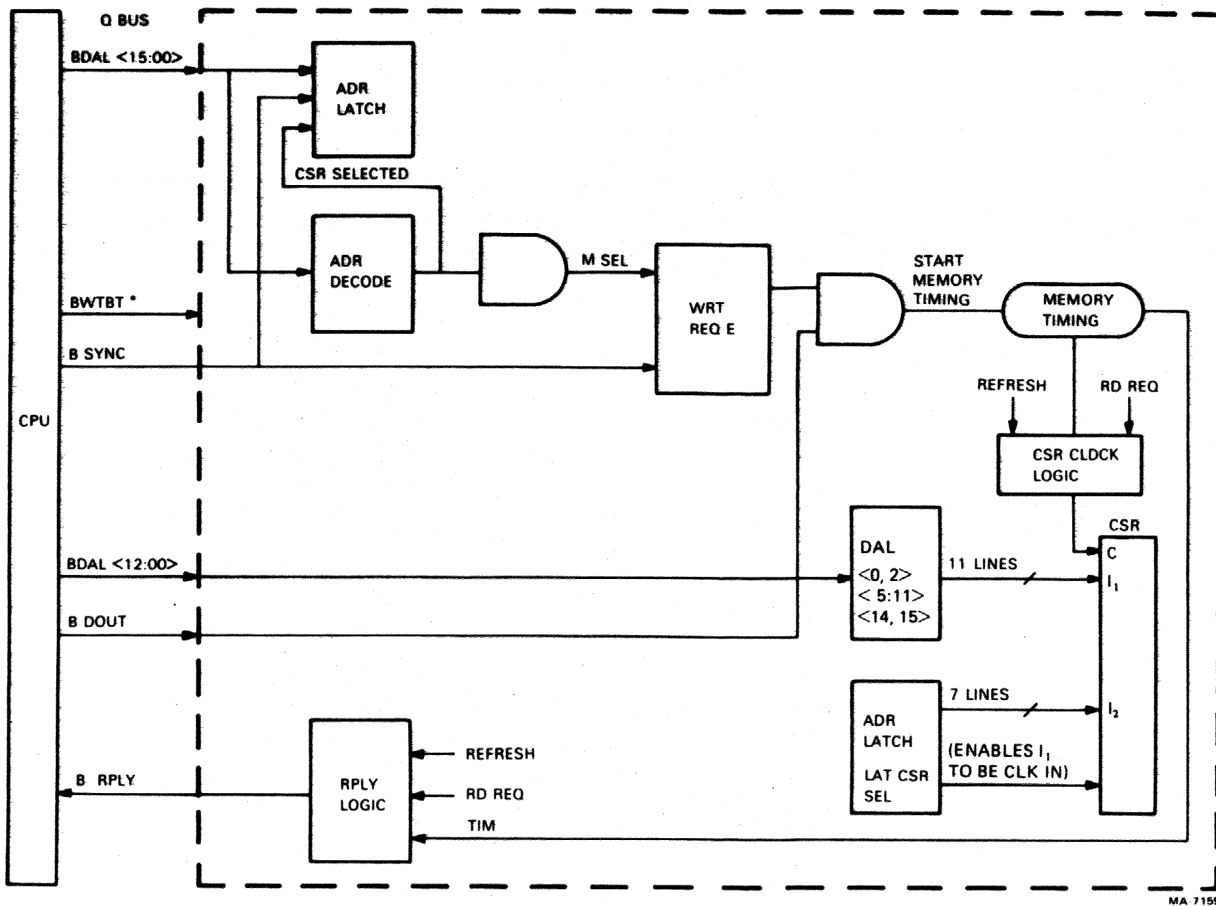 Q BUS
BDAL <15:00>
ADR
LATCH
CSR SELECTED
ADR
DECODE
M SEL
WRT
REQ E
START
MEMORY
TIMING
MEMORY
TIMING
BWTBT *
B SYNC
CPU
REFRESH
RD REQ
CSR CLDCK
LOGIC
CSR
C
DAL
<0, 2>
< 5:11>
<14, 15>
11 LINES
I₁
BDAL <12:00>
B DOUT
7 LINES
I₂
ADR
LATCH
LAT CSR
SEL
(ENABLES I₁
TO BE CLK IN)
B RPLY
RPLY
LOGIC
REFRESH
RD REQ
TIM
MA 7155